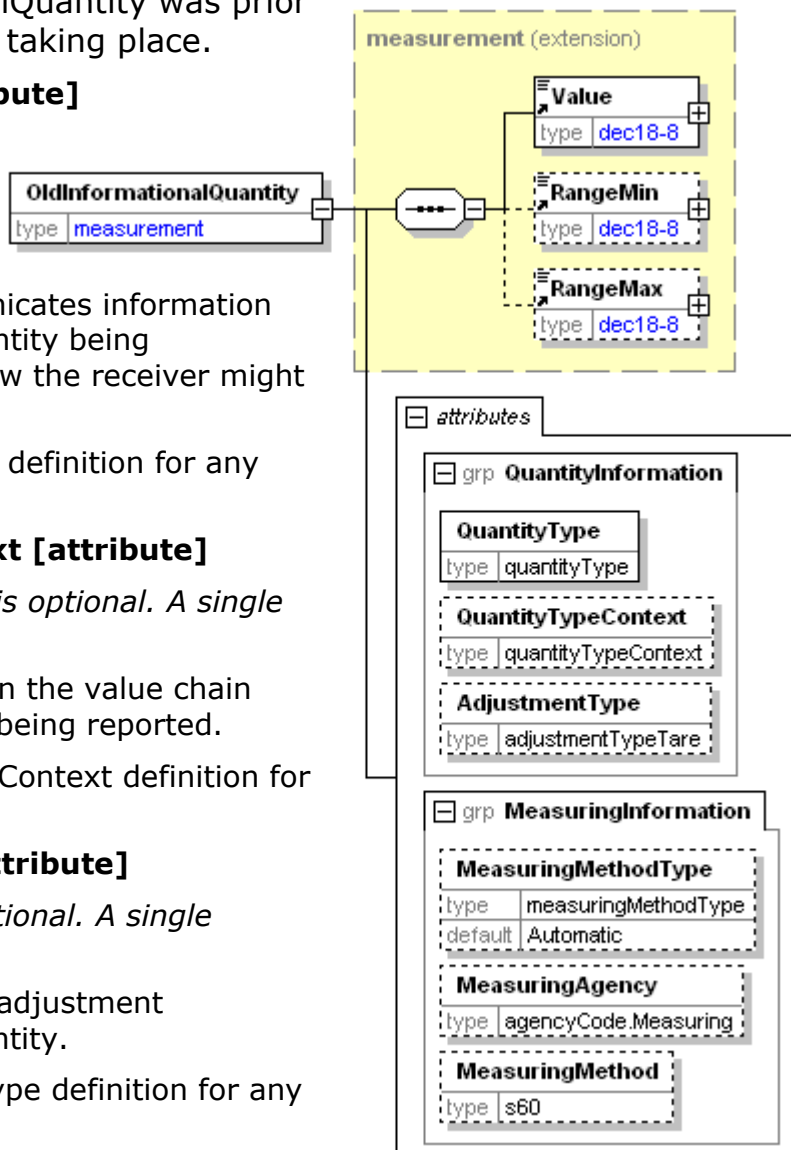 lQuantity was prior
taking place.
bute]
nicates information
ntity being
w the receiver might
definition for any
xt [attribute]
is optional. A single
n the value chain
being reported.
Context definition for
ttribute]
tional. A single
adjustment
ntity.
ype definition for any
OldInformationalQuantity
type measurement
measurement (extension)
Value
type dec18-8
RangeMin
type dec18-8
RangeMax
type dec18-8
attributes
grp QuantityInformation
QuantityType
type quantityType
QuantityTypeContext
type quantityTypeContext
AdjustmentType
type adjustmentTypeTare
grp MeasuringInformation
MeasuringMethodType
type measuringMethodType
default Automatic
MeasuringAgency
type agencyCode.Measuring
MeasuringMethod
type s60